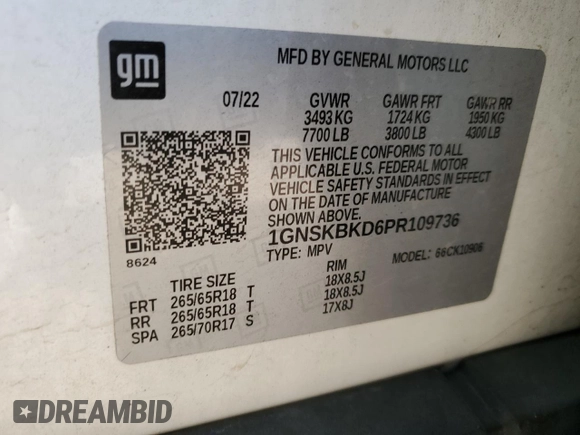 gm
MFD BY GENERAL MOTORS LLC
07/22 GVWR GAWR FRT GAWR RR
3493 KG 1724 KG 1950 KG
7700 LB 3800 LB 4300 LB
THIS VEHICLE CONFORMS TO ALL
APPLICABLE U.S. FEDERAL MOTOR
VEHICLE SAFETY STANDARDS IN EFFECT
ON THE DATE OF MANUFACTURE
SHOWN ABOVE.
1GNSKBKD6PR109736
TYPE: MPV MODEL: 66CK10906
8624
TIRE SIZE RIM
FRT 265/65R18 T 18X8.5J
RR 265/65R18 T 18X8.5J
SPA 265/70R17 S 17X8J
DREAMBID